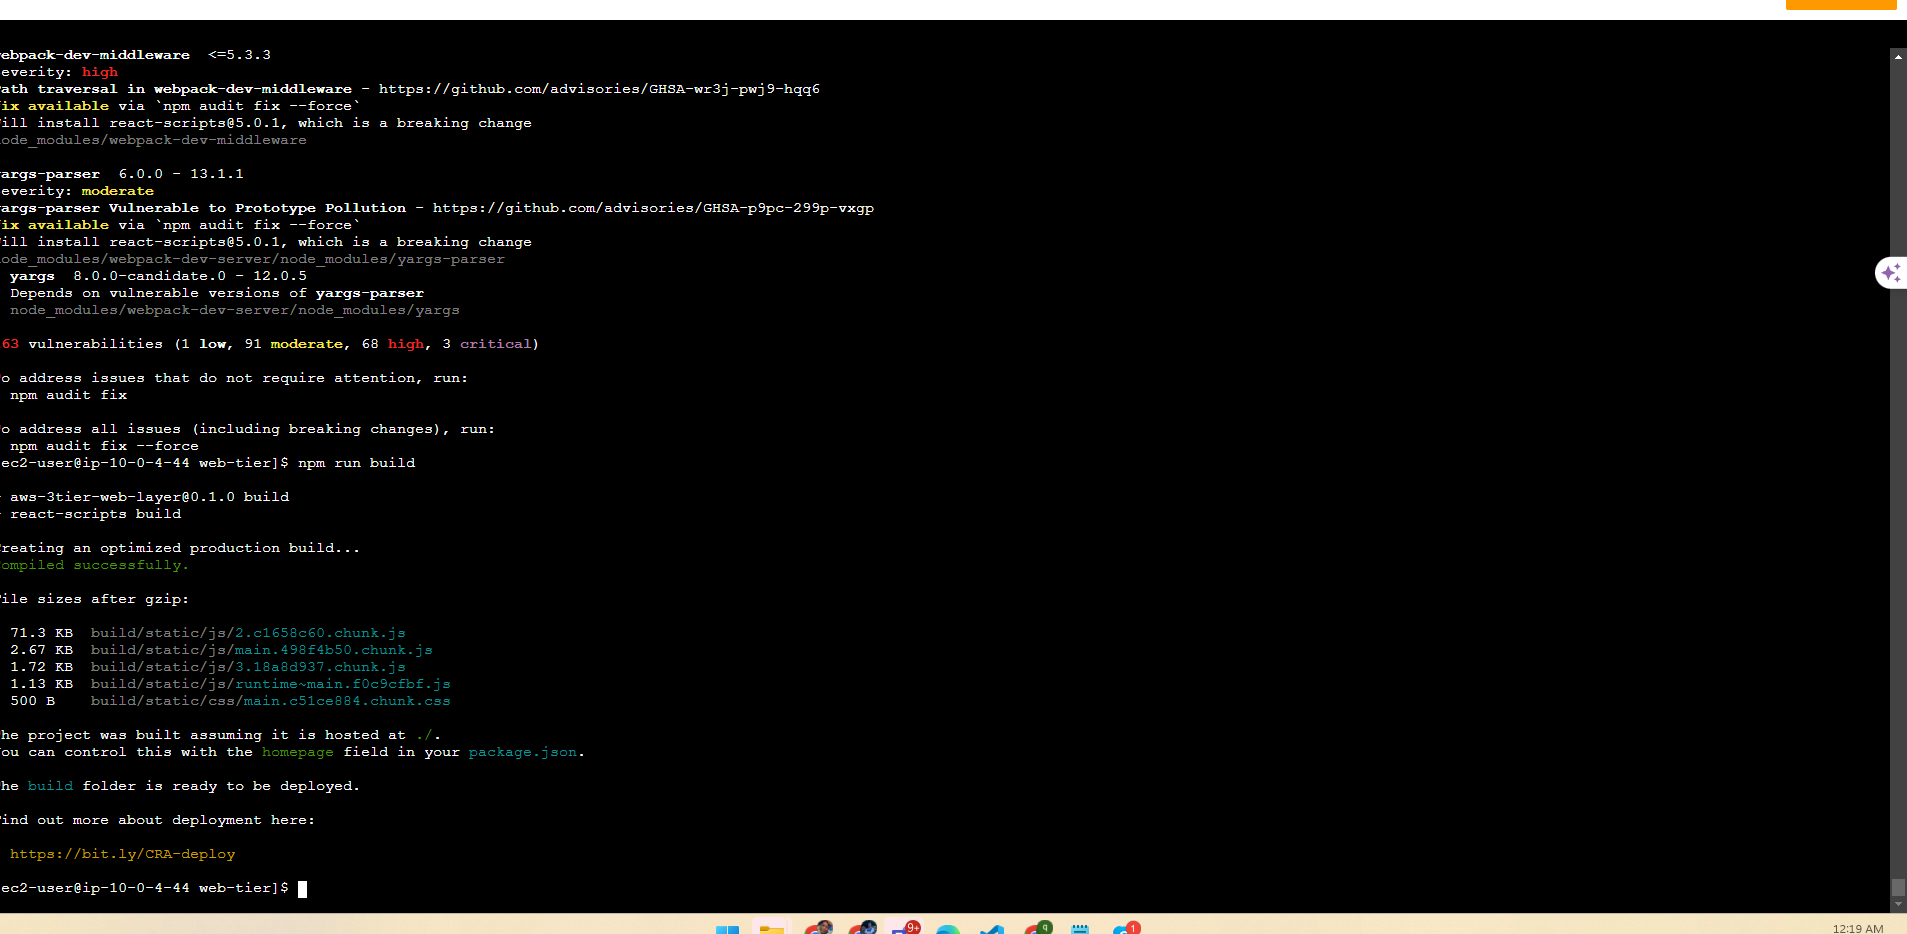 ebpack-dev-middleware  <=5.3.3
everity: high
ath traversal in webpack-dev-middleware - https://github.com/advisories/GHSA-wr3j-pwj9-hqq6
ix available via `npm audit fix --force`
ill install react-scripts@5.0.1, which is a breaking change
ode_modules/webpack-dev-middleware
args-parser  6.0.0 - 13.1.1
everity: moderate
args-parser Vulnerable to Prototype Pollution - https://github.com/advisories/GHSA-p9pc-299p-vxgp
ix available via `npm audit fix --force`
ill install react-scripts@5.0.1, which is a breaking change
ode_modules/webpack-dev-server/node_modules/yargs-parser
yargs  8.0.0-candidate.0 - 12.0.5
Depends on vulnerable versions of yargs-parser
node_modules/webpack-dev-server/node_modules/yargs
63 vulnerabilities (1 low, 91 moderate, 68 high, 3 critical)
o address issues that do not require attention, run:
npm audit fix
o address all issues (including breaking changes), run:
npm audit fix --force
ec2-user@ip-10-0-4-44 web-tier]$ npm run build
aws-3tier-web-layer@0.1.0 build
react-scripts build
reating an optimized production build...
ompiled successfully.
ile sizes after gzip:
71.3 KB  build/static/js/2.c1658c60.chunk.js
2.67 KB  build/static/js/main.498f4b50.chunk.js
1.72 KB  build/static/js/3.18a8d937.chunk.js
1.13 KB  build/static/js/runtime~main.f0c9cfbf.js
500 B    build/static/css/main.c51ce884.chunk.css
he project was built assuming it is hosted at ./.
ou can control this with the homepage field in your package.json.
he build folder is ready to be deployed.
ind out more about deployment here:
https://bit.ly/CRA-deploy
ec2-user@ip-10-0-4-44 web-tier]$
9+
q
1
12:19 AM